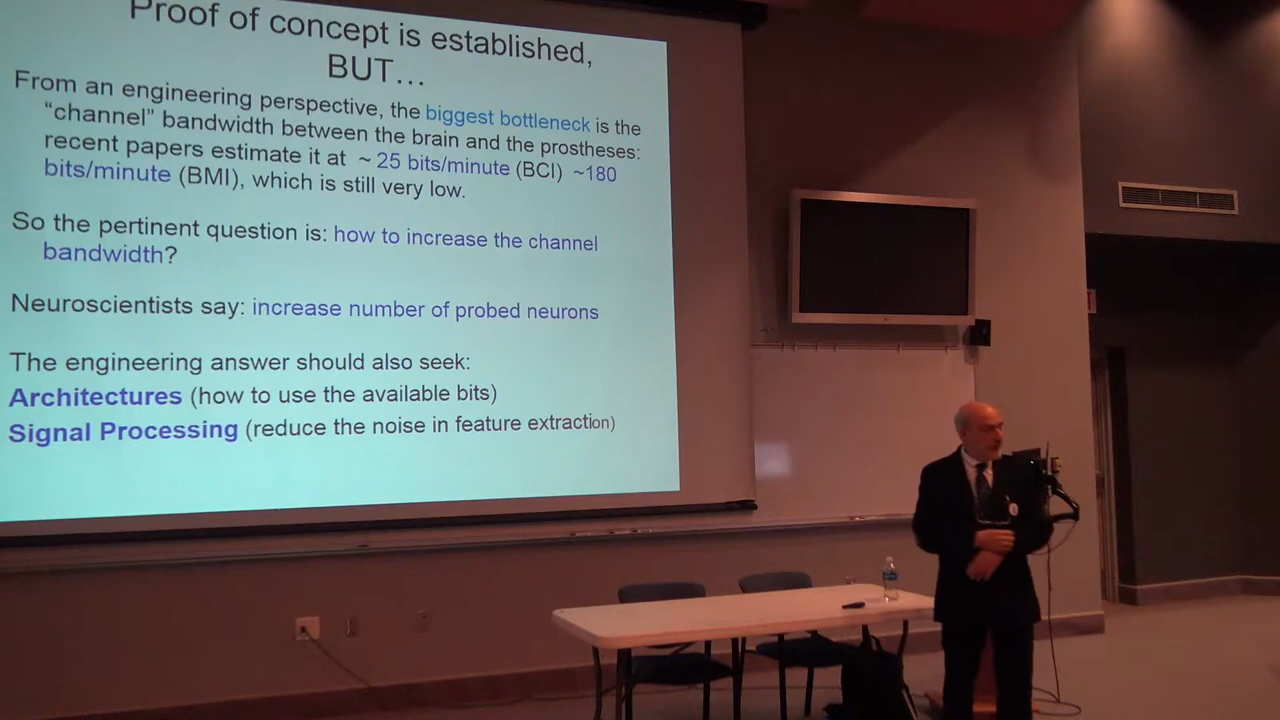 Proof of concept is established,
BUT…
From an engineering perspective, the biggest bottleneck is the
“channel” bandwidth between the brain and the prostheses:
recent papers estimate it at ~ 25 bits/minute (BCI) ~180
bits/minute (BMI), which is still very low.
So the pertinent question is: how to increase the channel
bandwidth?
Neuroscientists say: increase number of probed neurons
The engineering answer should also seek:
Architectures (how to use the available bits)
Signal Processing (reduce the noise in feature extraction)